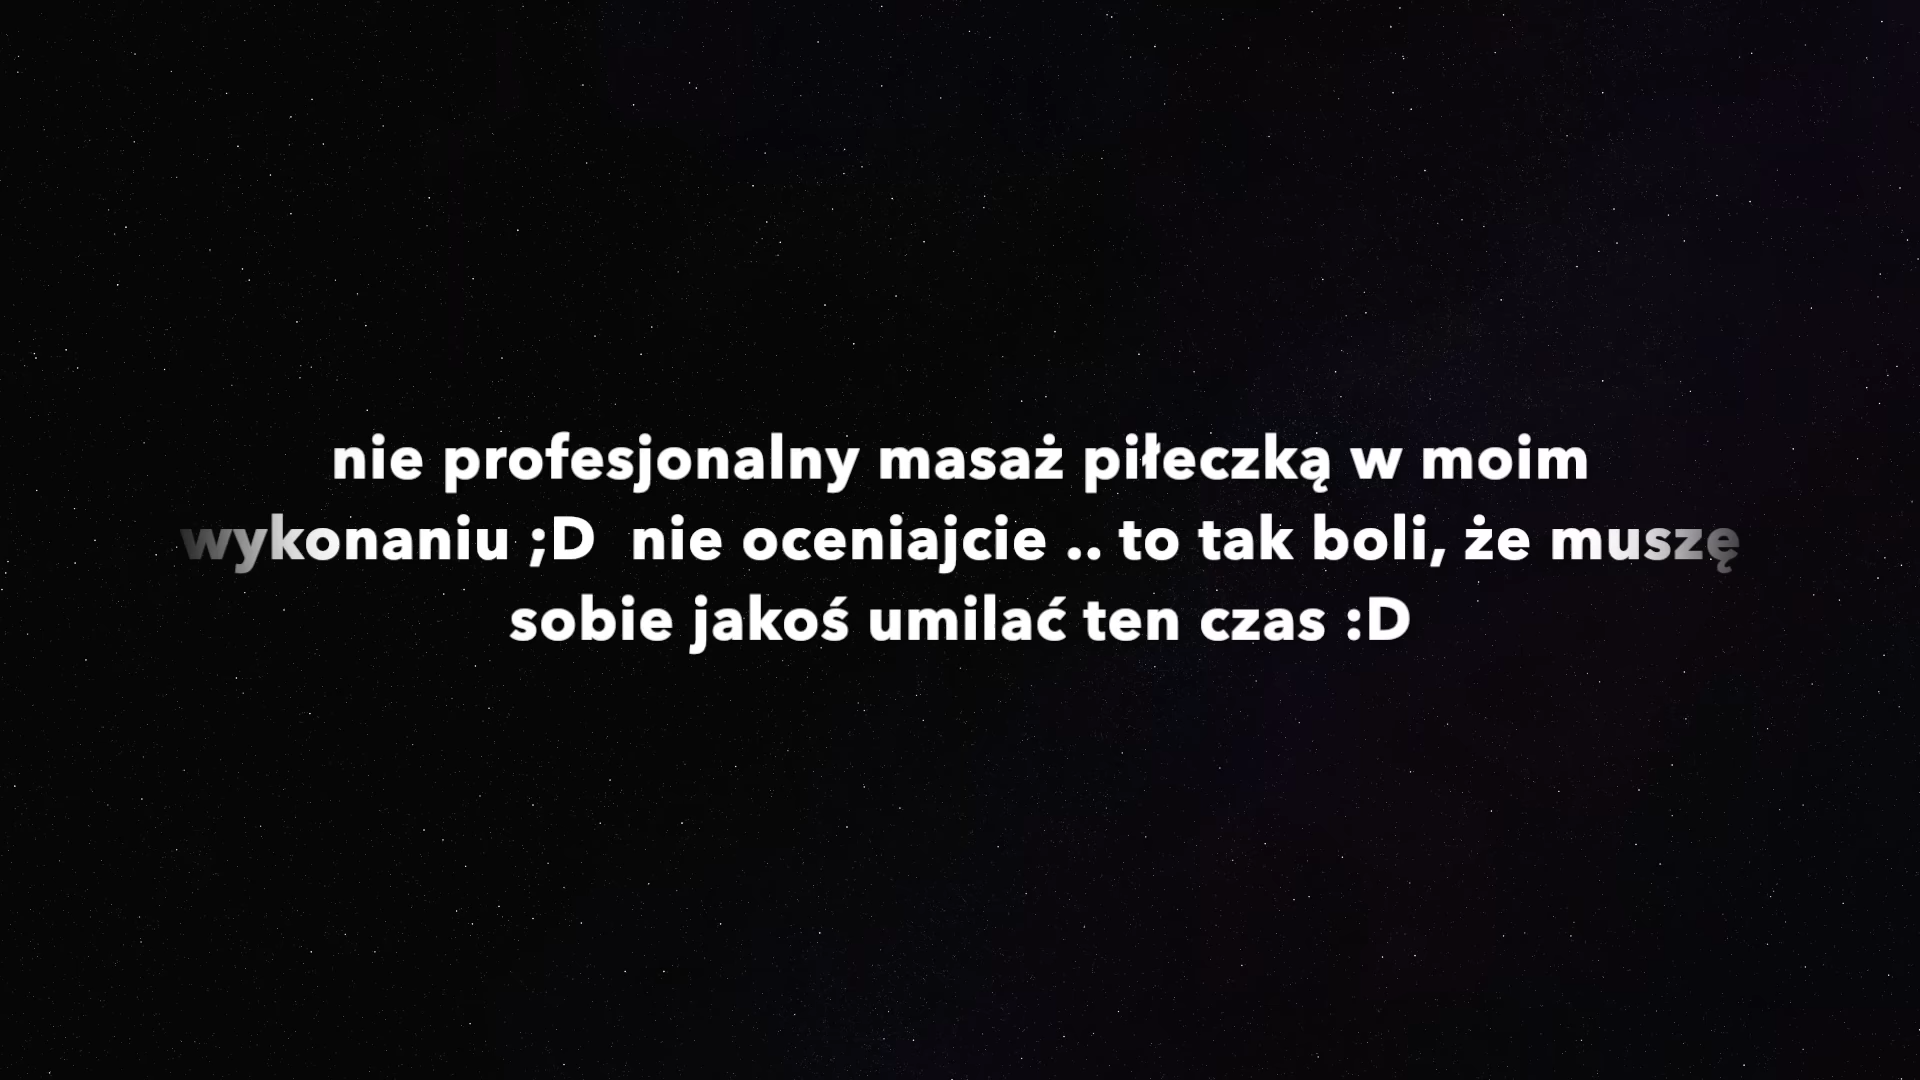 nie profesjonalny masaż piłeczką w moim
wykonaniu ;D  nie oceniajcie .. to tak boli, że muszę
sobie jakoś umilać ten czas :D